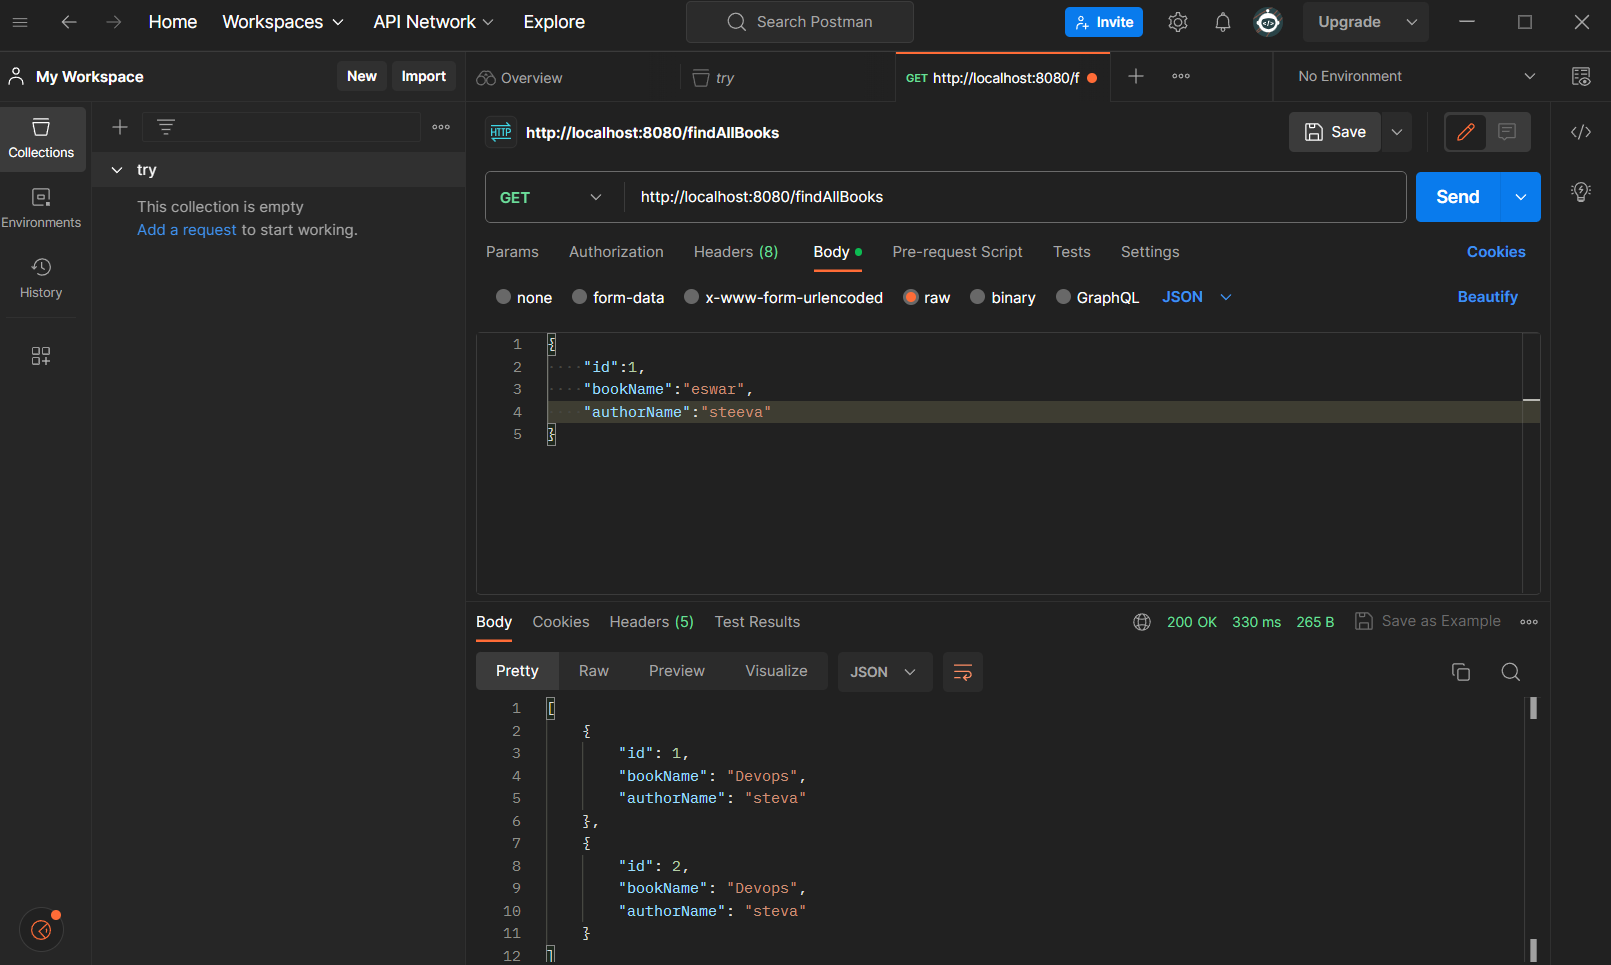 Home Workspaces API Network Explore Search Postman Invite Upgrade
My Workspace New Import Overview try GET http://localhost:8080/f No Environment
Collections
Environments
History
try
This collection is empty
Add a request to start working.
HTTP http://localhost:8080/findAllBooks Save
GET http://localhost:8080/findAllBooks Send
Params Authorization Headers (8) Body Pre-request Script Tests Settings Cookies
none form-data x-www-form-urlencoded raw binary GraphQL JSON Beautify
1 {
2 "id":1,
3 "bookName":"eswar",
4 "authorName":"steeva"
5 }
Body Cookies Headers (5) Test Results 200 OK 330 ms 265 B Save as Example
Pretty Raw Preview Visualize JSON
1 [
2 {
3 "id": 1,
4 "bookName": "Devops",
5 "authorName": "steva"
6 },
7 {
8 "id": 2,
9 "bookName": "Devops",
10 "authorName": "steva"
11 }
12 ]